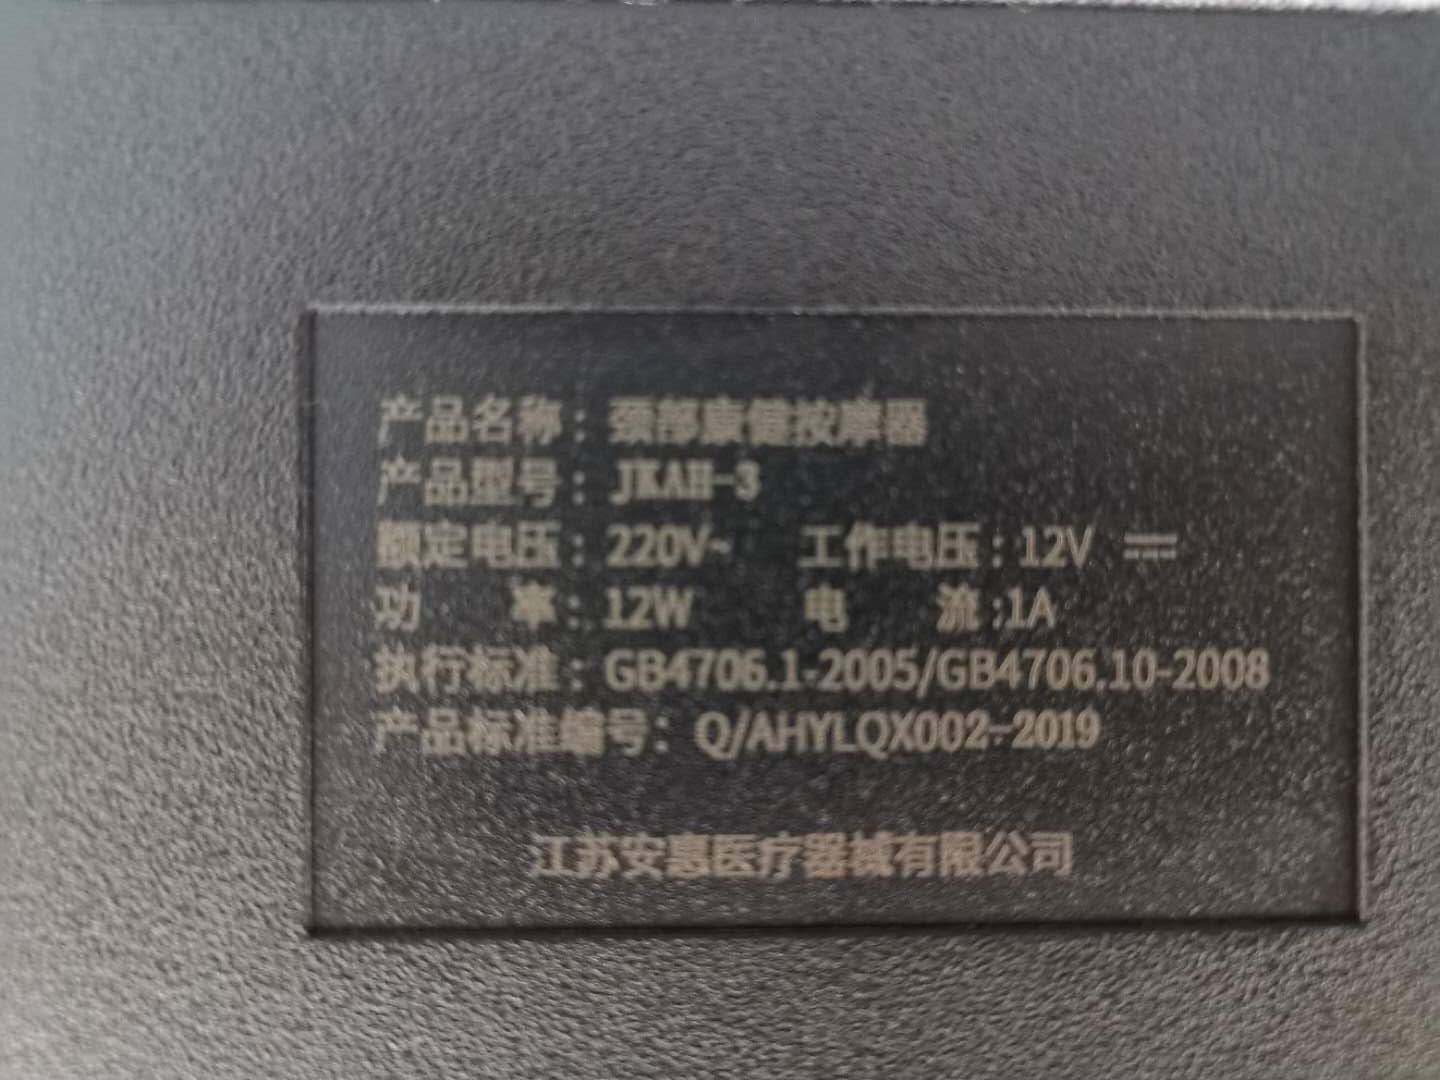 产品名称：颈部康健按摩器
产品型号：JKAH-3
额定电压：220V~ 工作电压：12V ⎓
功 率：12W 电 流:1A
执行标准：GB4706.1-2005/GB4706.10-2008
产品标准编号：Q/AHYLQX002-2019
江苏安惠医疗器械有限公司